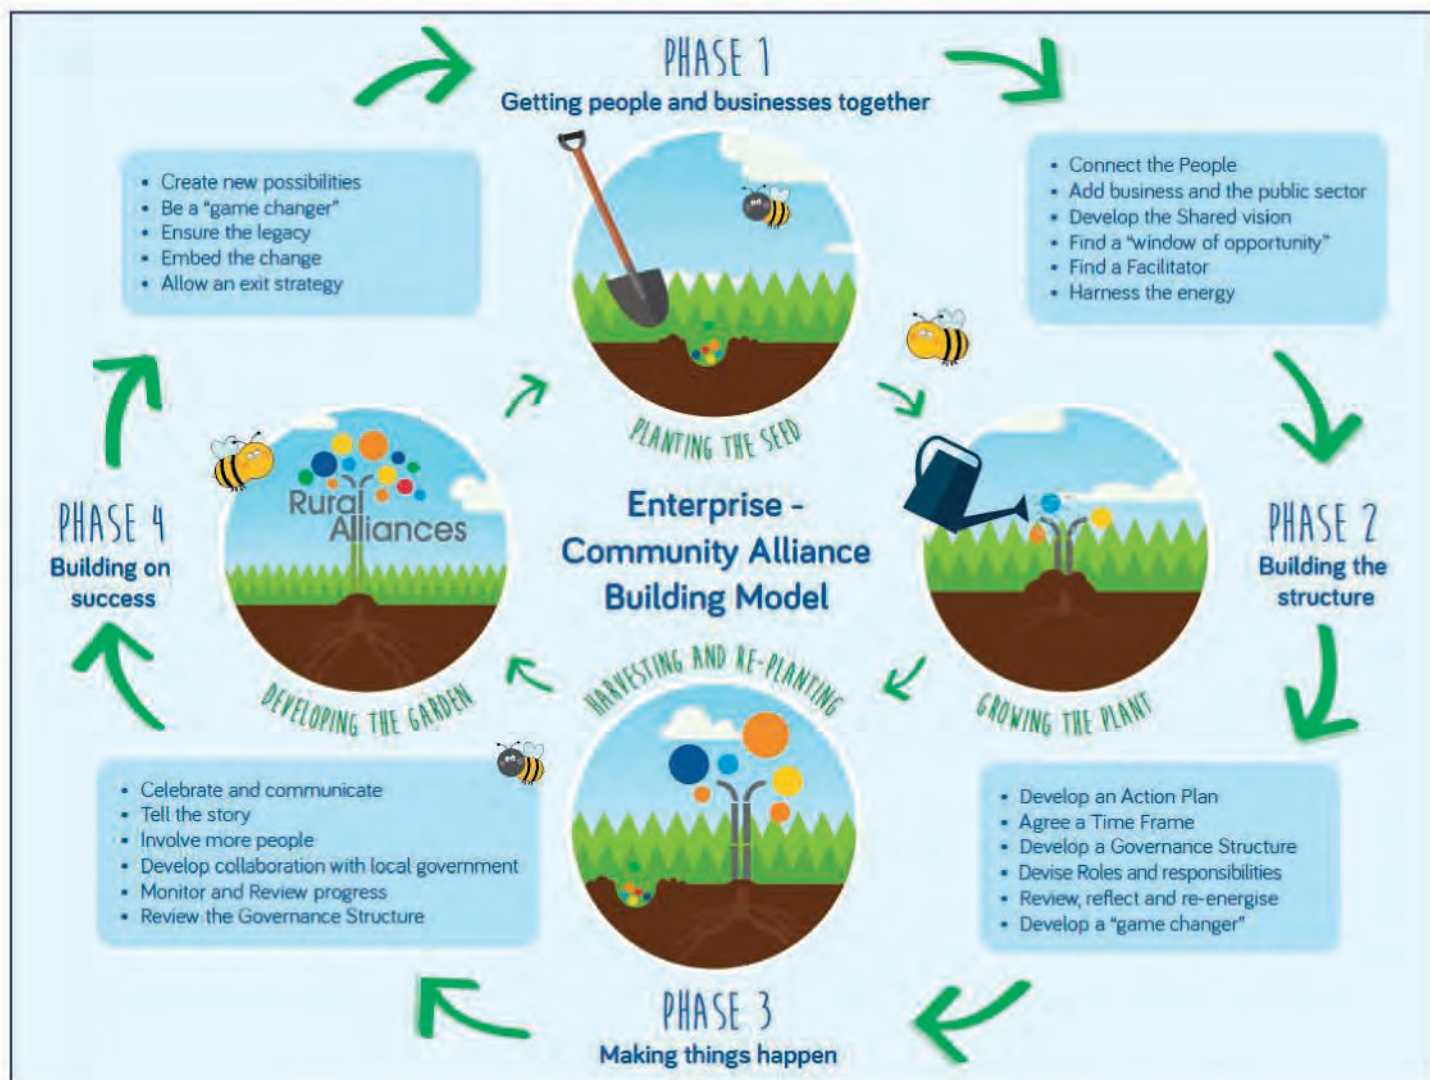 PHASE 1
Getting people and businesses together
• Connect the People
• Add business and the public sector
• Develop the Shared vision
• Find a "window of opportunity"
• Find a Facilitator
• Harness the energy
PLANTING THE SEED
PHASE 2
Building the
structure
GROWING THE PLANT
• Develop an Action Plan
• Agree a Time Frame
• Develop a Governance Structure
• Devise Roles and responsibilities
• Review, reflect and re-energise
• Develop a "game changer"
Enterprise -
Community Alliance
Building Model
HARVESTING AND RE-PLANTING
PHASE 3
Making things happen
• Celebrate and communicate
• Tell the story
• Involve more people
• Develop collaboration with local government
• Monitor and Review progress
• Review the Governance Structure
PHASE 4
Building on
success
Rural
Alliances
DEVELOPING THE GARDEN
• Create new possibilities
• Be a "game changer"
• Ensure the legacy
• Embed the change
• Allow an exit strategy